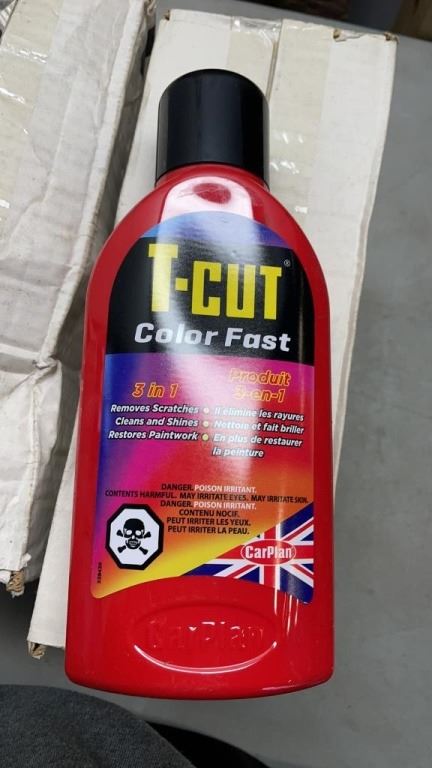 T-CUT®
Color Fast
3 in 1
Removes Scratches •
Cleans and Shines •
Restores Paintwork •
Produit
3-en-1
Il élimine les rayures
• Nettoie et fait briller
• En plus de restaurer
la peinture
DANGER. POISON IRRITANT.
CONTENTS HARMFUL. MAY IRRITATE EYES. MAY IRRITATE SKIN.
DANGER. POISON IRRITANT.
CONTENU NOCIF.
PEUT IRRITER LES YEUX.
PEUT IRRITER LA PEAU.
CarPlan
CarPlan